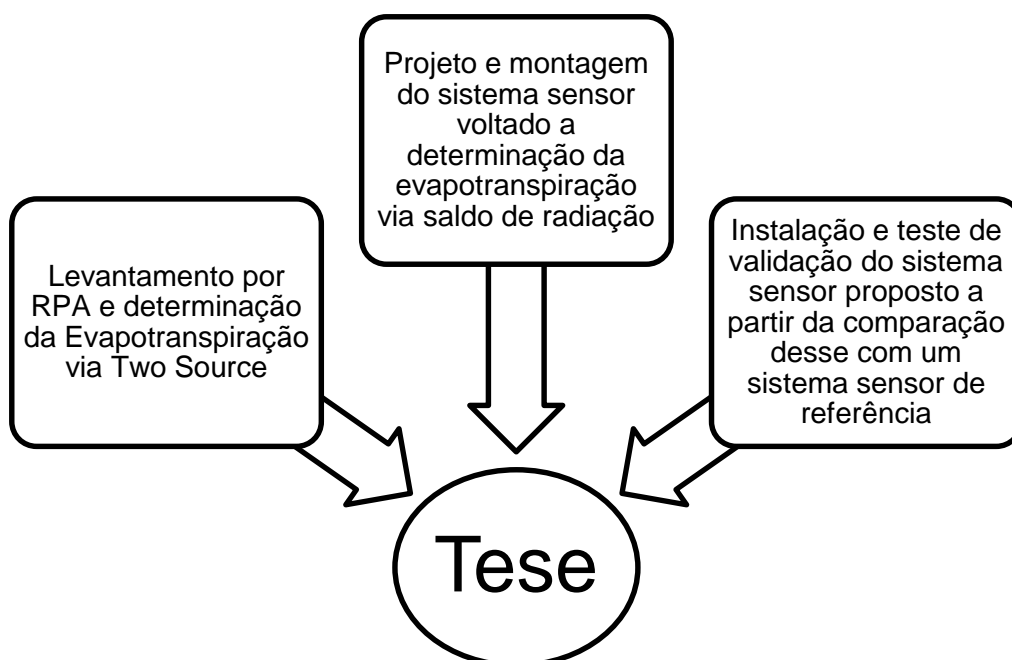 Projeto e montagem
do sistema sensor
voltado a
determinação da
evapotranspiração
via saldo de radiação
Levantamento por
RPA e determinação
da Evapotranspiração
via Two Source
Instalação e teste de
validação do sistema
sensor proposto a
partir da comparação
desse com um
sistema sensor de
referência
Tese